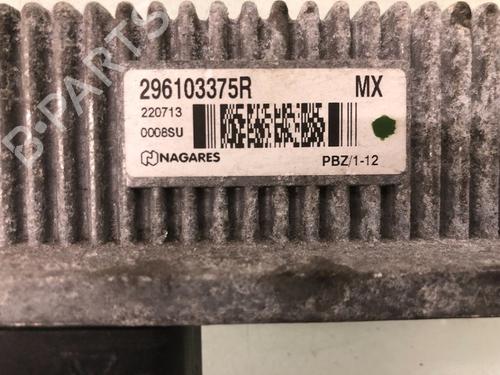 296103375R MX
220713
0008SU
NAGARES PBZ/1-12
B-PARTS